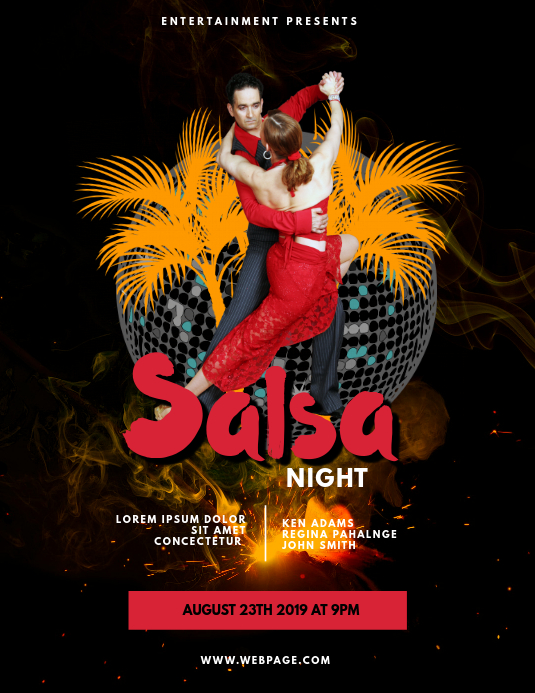 ENTERTAINMENT PRESENTS
Salsa
NIGHT
LOREM IPSUM DOLOR
SIT AMET
CONCECTETUR
KEN ADAMS
REGINA PAHALNGE
JOHN SMITH
AUGUST 23TH 2019 AT 9PM
WWW.WEBPAGE.COM